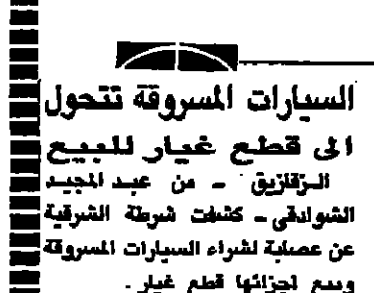 السيارات المسروقة تتحول
الى قطع غيار للبيع
الزقازيق - من عبد المجيد
الشوادفى - كشفت شرطة الشرقية
عن عصابة لشراء السيارات المسروقة
وبيع اجزائها قطع غيار .